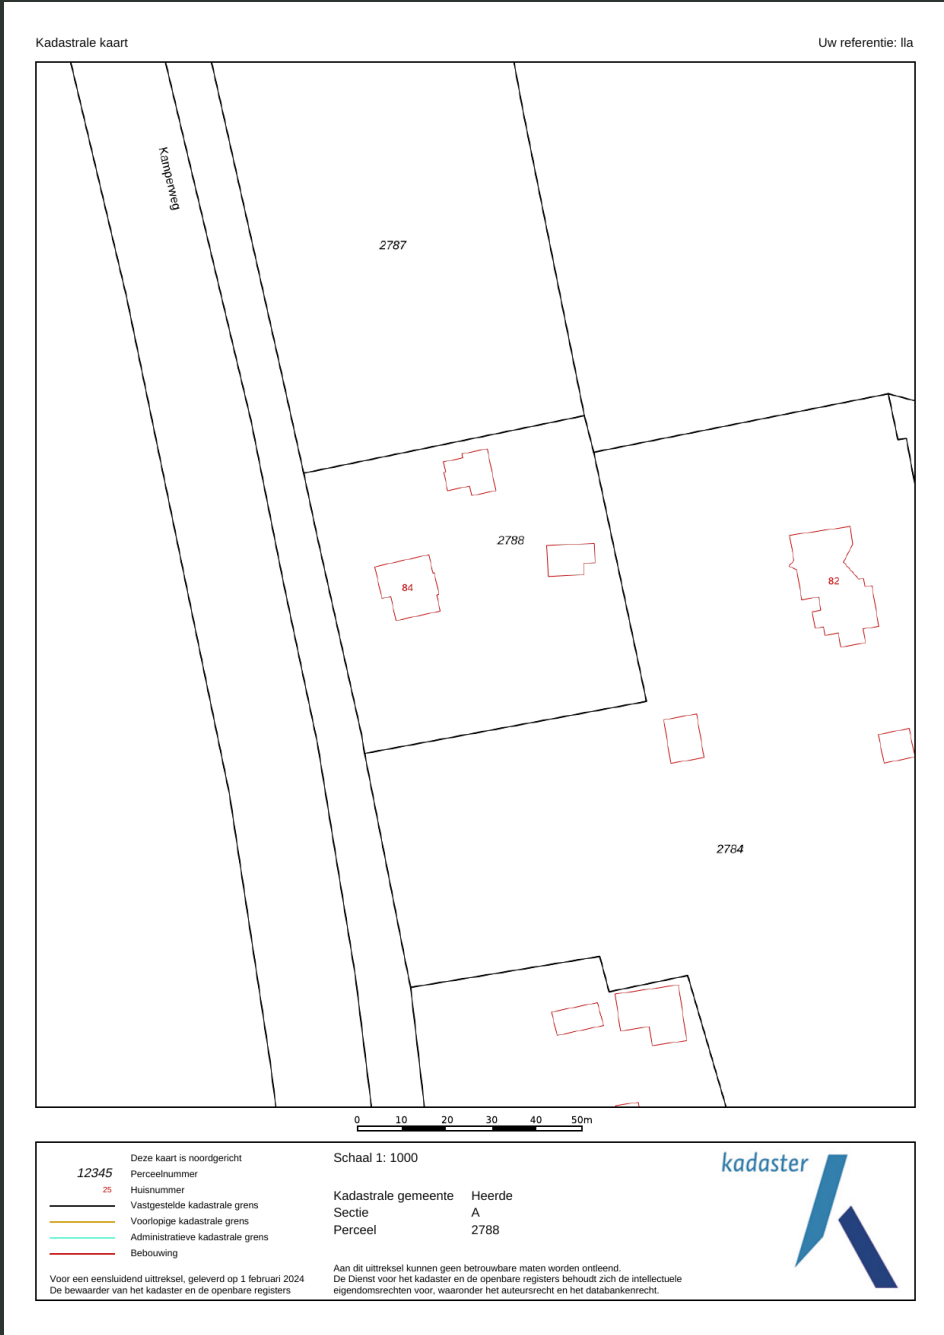 Kadastrale kaart
Uw referentie: lla
Kamperweg
2787
2788
84
82
2784
0 10 20 30 40 50m
Deze kaart is noordgericht
12345 Perceelnummer
25 Huisnummer
Vastgestelde kadastrale grens
Voorlopige kadastrale grens
Administratieve kadastrale grens
Bebouwing
Voor een eensluidend uittreksel, geleverd op 1 februari 2024
De bewaarder van het kadaster en de openbare registers
Schaal 1: 1000
Kadastrale gemeente Heerde
Sectie A
Perceel 2788
Aan dit uittreksel kunnen geen betrouwbare maten worden ontleend.
De Dienst voor het kadaster en de openbare registers behoudt zich de intellectuele
eigendomsrechten voor, waaronder het auteursrecht en het databankenrecht.
kadaster